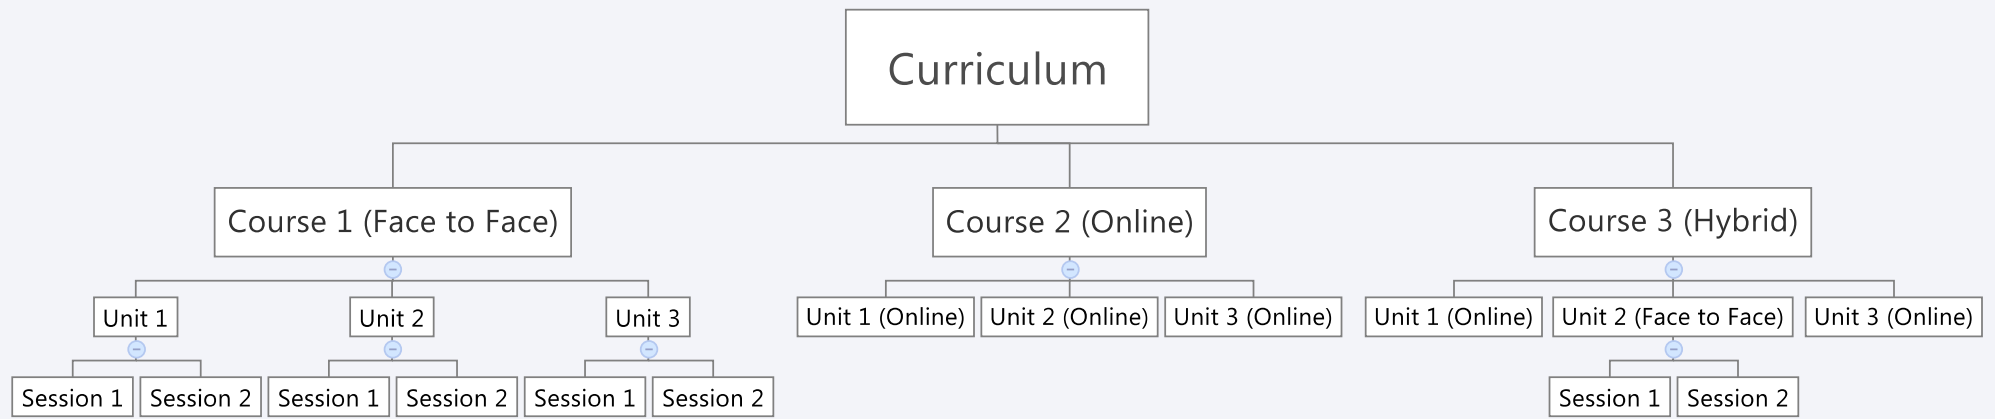 Curriculum
Course 1 (Face to Face)
Course 2 (Online)
Course 3 (Hybrid)
Unit 1
Unit 2
Unit 3
Unit 1 (Online)
Unit 2 (Online)
Unit 3 (Online)
Unit 1 (Online)
Unit 2 (Face to Face)
Unit 3 (Online)
Session 1
Session 2
Session 1
Session 2
Session 1
Session 2
Session 1
Session 2